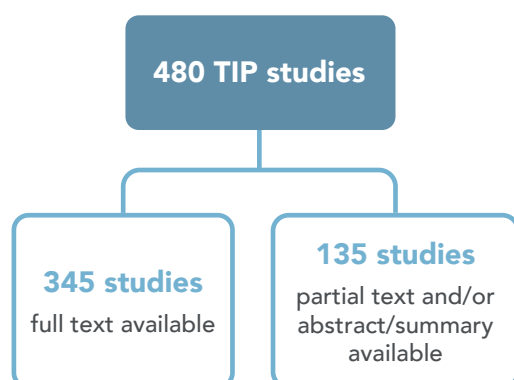 480 TIP studies
345 studies
full text available
135 studies
partial text and/or
abstract/summary
available